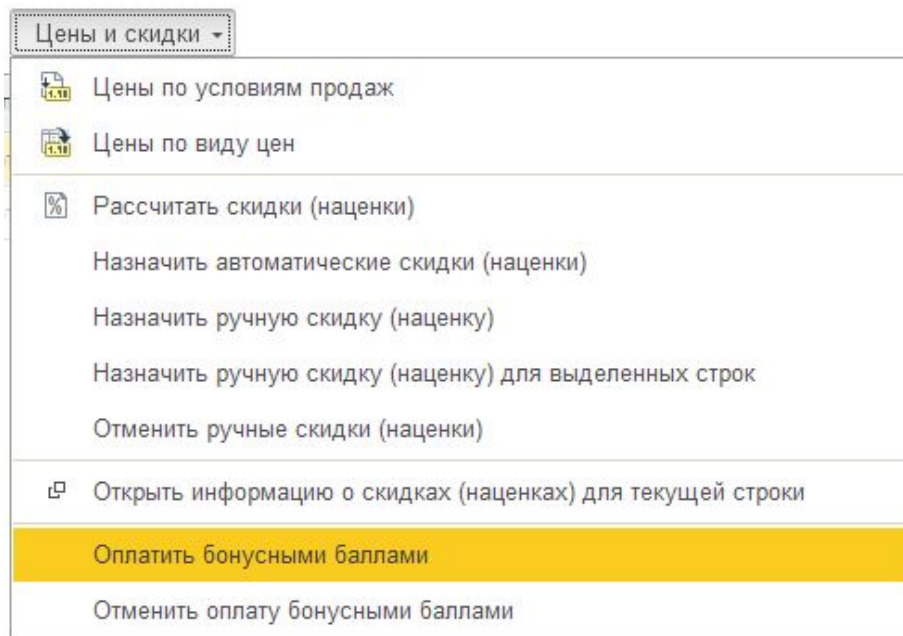 Цены и скидки
Цены по условиям продаж
Цены по виду цен
Рассчитать скидки (наценки)
Назначить автоматические скидки (наценки)
Назначить ручную скидку (наценку)
Назначить ручную скидку (наценку) для выделенных строк
Отменить ручные скидки (наценки)
Открыть информацию о скидках (наценках) для текущей строки
Оплатить бонусными баллами
Отменить оплату бонусными баллами